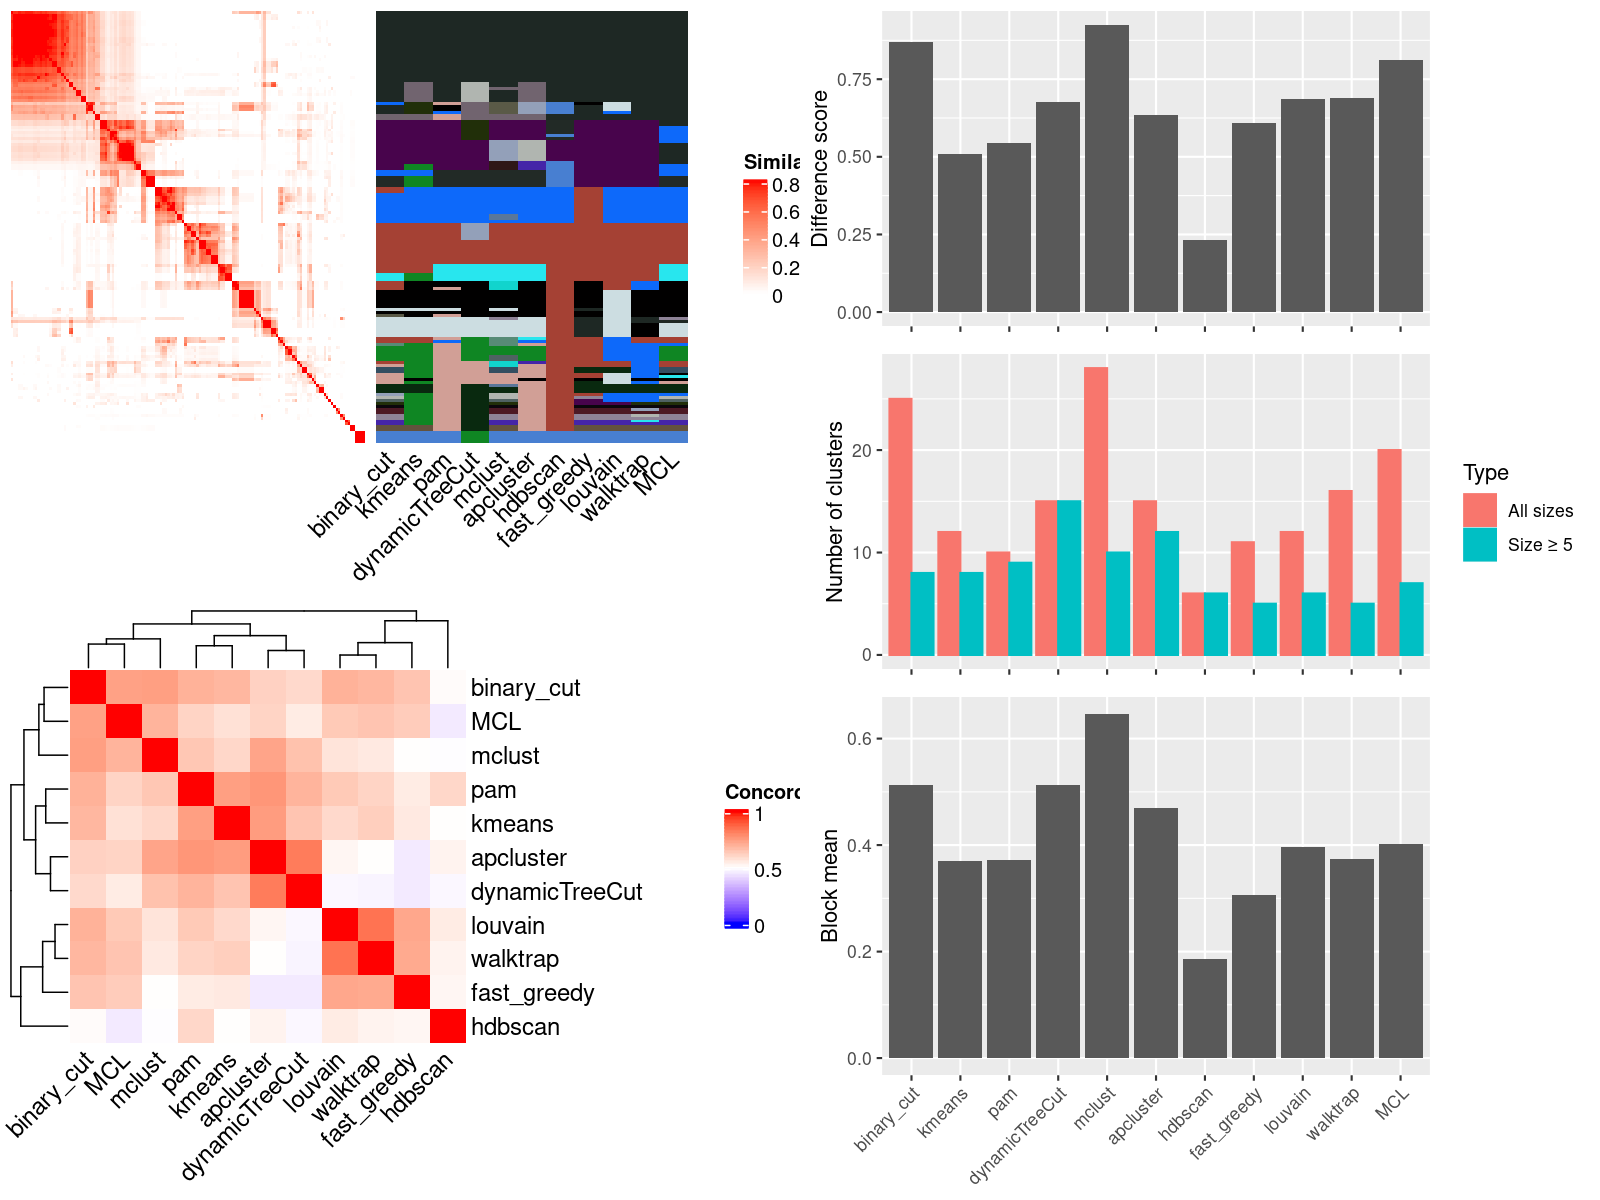 Simila
0.8
0.6
0.4
0.2
0
binary_cut
kmeans
pam
dynamicTreeCut
mclust
apcluster
hdbscan
fast_greedy
louvain
walktrap
MCL
binary_cut
MCL
mclust
pam
kmeans
apcluster
dynamicTreeCut
louvain
walktrap
fast_greedy
hdbscan
binary_cut
MCL
mclust
pam
kmeans
apcluster
dynamicTreeCut
louvain
walktrap
fast_greedy
hdbscan
Concord
1
0.5
0
Difference score
0.75
0.50
0.25
0.00
Number of clusters
20
10
0
Type
All sizes
Size ≥ 5
Block mean
0.6
0.4
0.2
0.0
binary_cut
kmeans
pam
dynamicTreeCut
mclust
apcluster
hdbscan
fast_greedy
louvain
walktrap
MCL